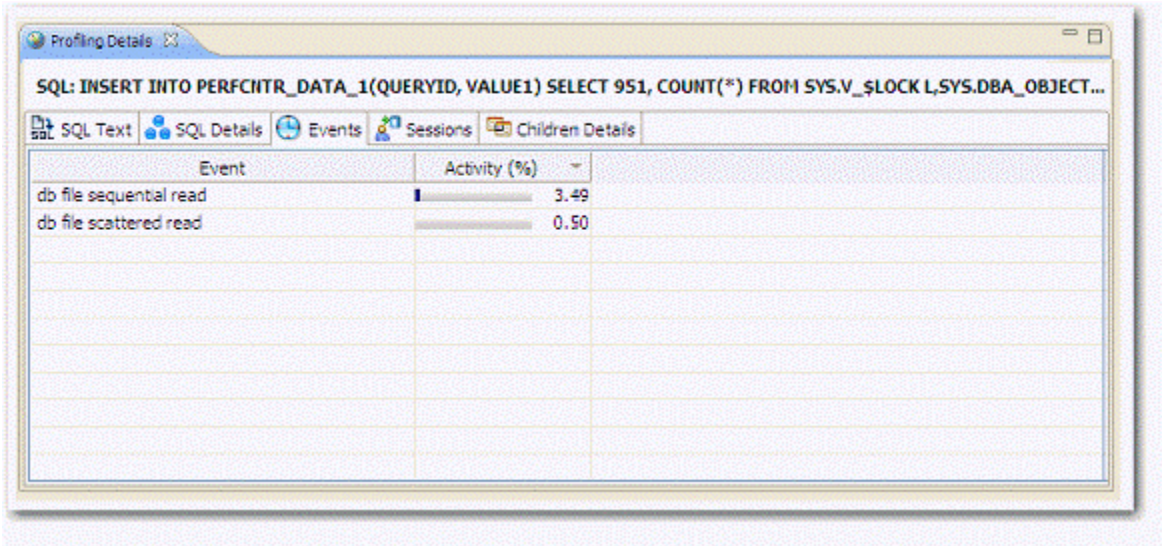 Profiling Details
SQL: INSERT INTO PERFCNTR_DATA_1(QUERYID, VALUE1) SELECT 951, COUNT(*) FROM SYS.V_$LOCK L,SYS.DBA_OBJECT...
SQL Text SQL Details Events Sessions Children Details
Event Activity (%)
db file sequential read 3.49
db file scattered read 0.50